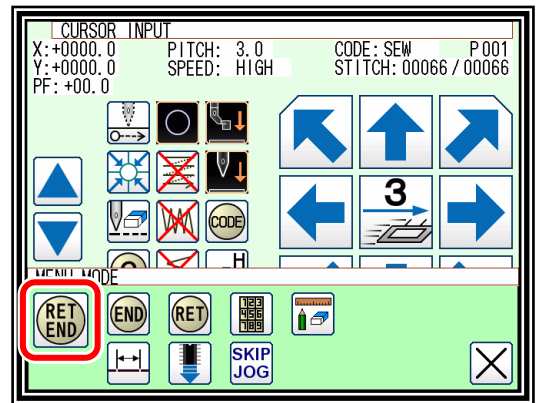 CURSOR INPUT
X:+0000.0 PITCH: 3.0 CODE:SEW P001
Y:+0000.0 SPEED: HIGH STITCH:00066/00066
PF:+00.0
3
CODE
H
MENU MODE
RET END
END
RET
123
456
789
SKIP
JOG